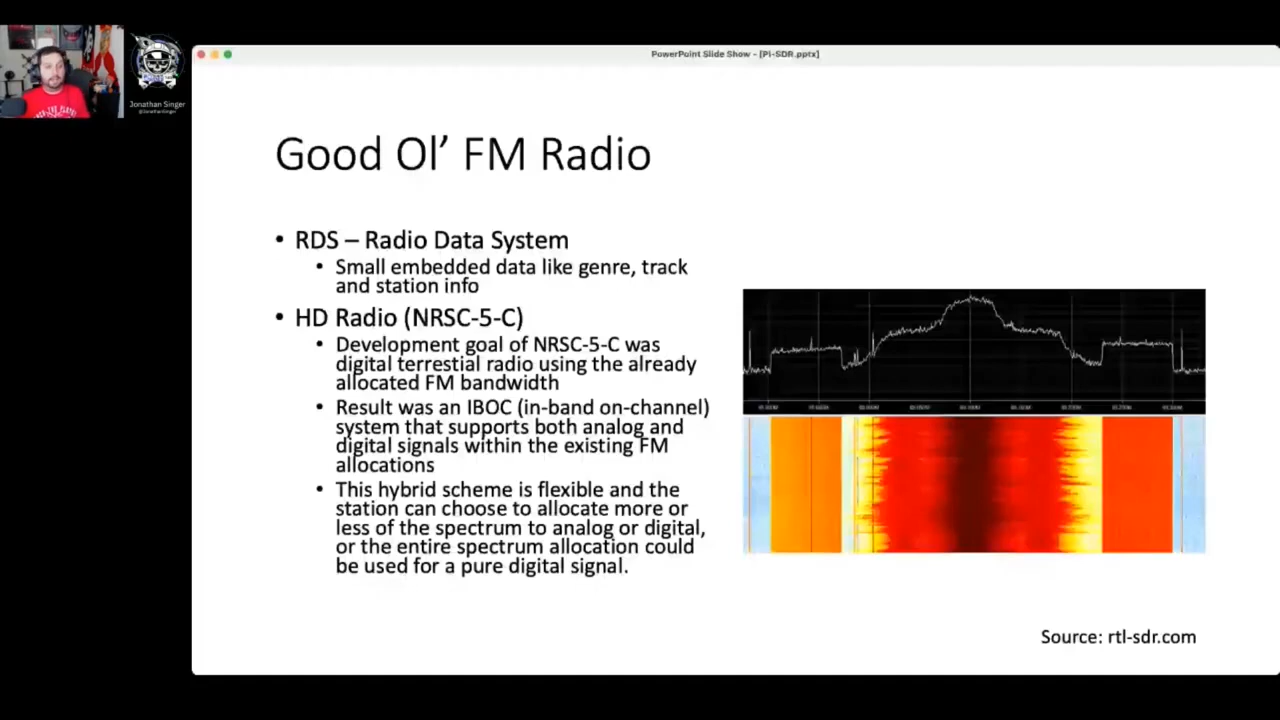 PowerPoint Slide Show - [Pi-SDR.pptx]
Jonathan Singer
@JonathanSinger
Good Ol’ FM Radio
• RDS – Radio Data System
• Small embedded data like genre, track
and station info
• HD Radio (NRSC-5-C)
• Development goal of NRSC-5-C was
digital terrestial radio using the already
allocated FM bandwidth
• Result was an IBOC (in-band on-channel)
system that supports both analog and
digital signals within the existing FM
allocations
• This hybrid scheme is flexible and the
station can choose to allocate more or
less of the spectrum to analog or digital,
or the entire spectrum allocation could
be used for a pure digital signal.
Source: rtl-sdr.com